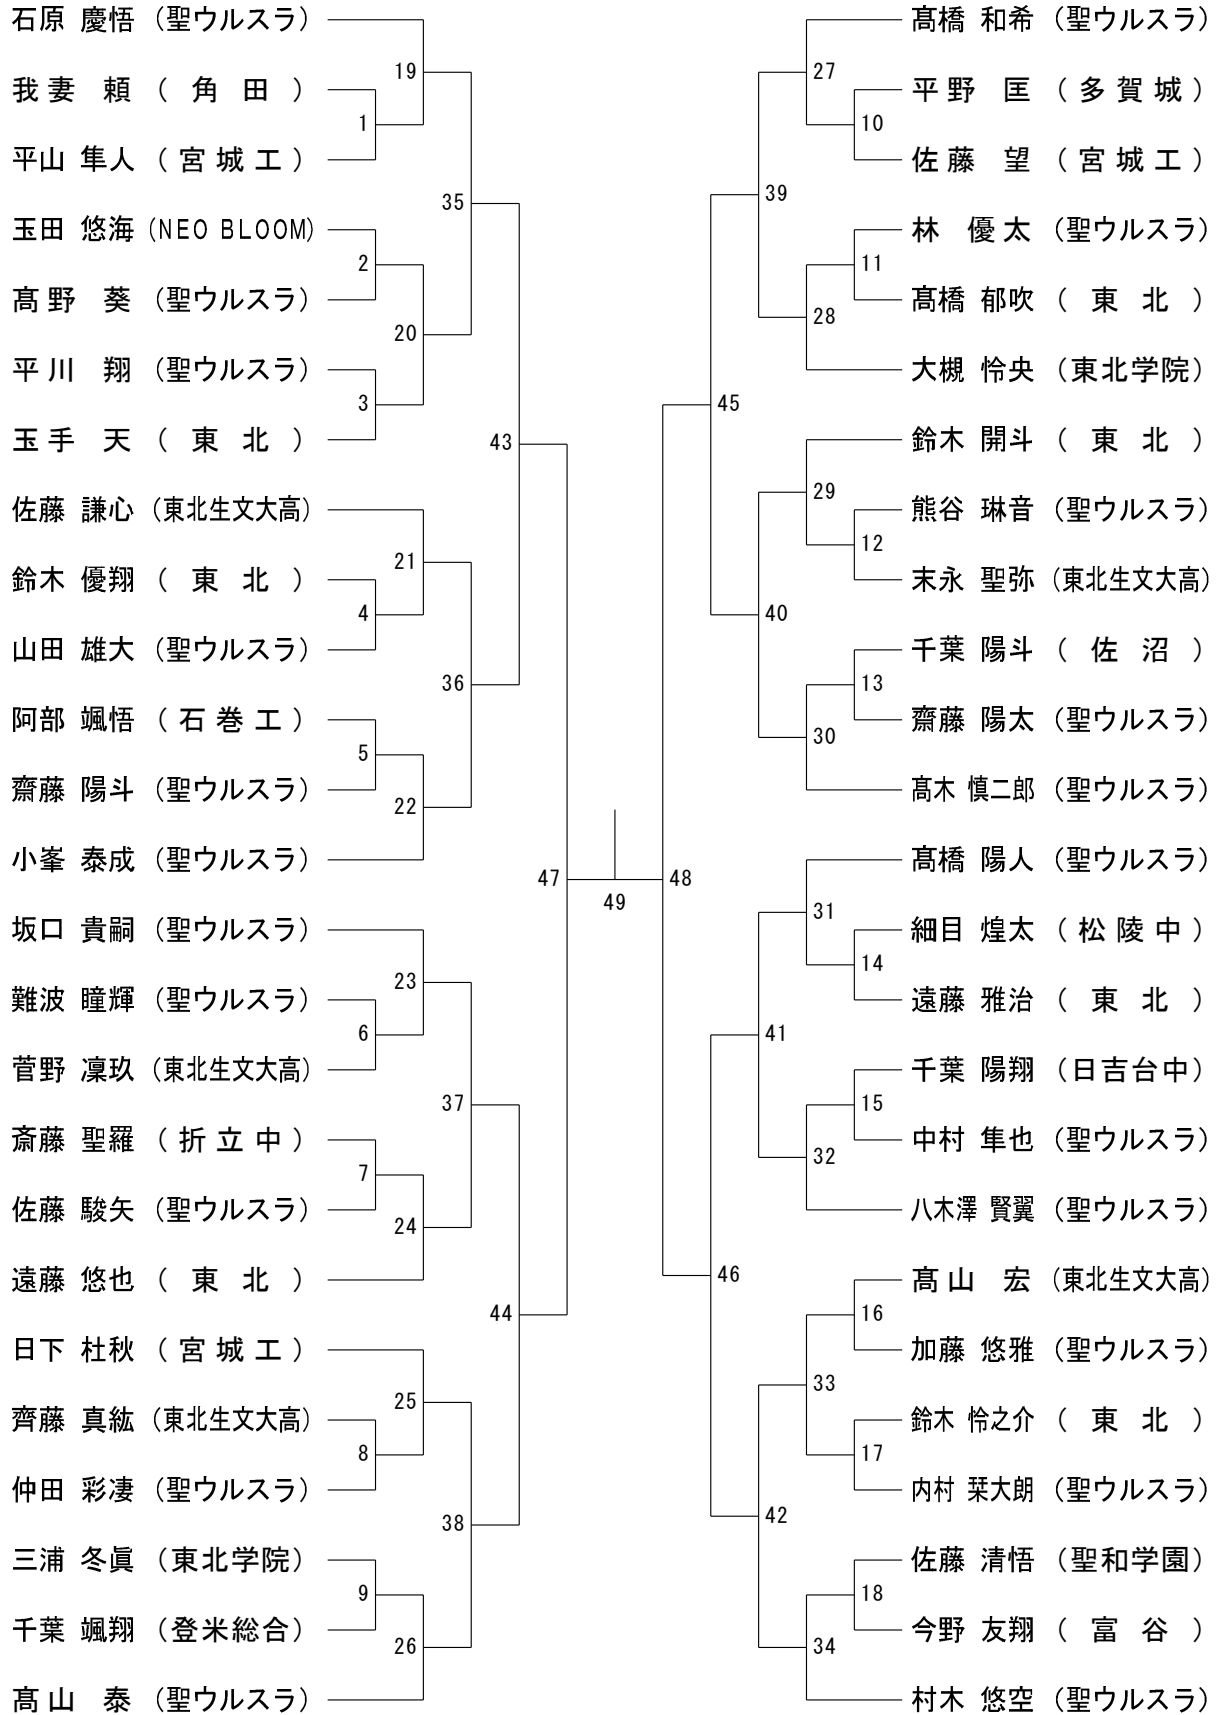 石原 慶悟 (聖ウルスラ)
我妻 頼 (角田)
平山 隼人 (宮城工)
玉田 悠海 (NEO BLOOM)
髙野 葵 (聖ウルスラ)
平川 翔 (聖ウルスラ)
玉手 天 (東北)
佐藤 謙心 (東北生文大高)
鈴木 優翔 (東北)
山田 雄大 (聖ウルスラ)
阿部 颯悟 (石巻工)
齋藤 陽斗 (聖ウルスラ)
小峯 泰成 (聖ウルスラ)
坂口 貴嗣 (聖ウルスラ)
難波 瞳輝 (聖ウルスラ)
菅野 凜玖 (東北生文大高)
斎藤 聖羅 (折立中)
佐藤 駿矢 (聖ウルスラ)
遠藤 悠也 (東北)
日下 杜秋 (宮城工)
齊藤 真紘 (東北生文大高)
仲田 彩凄 (聖ウルスラ)
三浦 冬眞 (東北学院)
千葉 颯翔 (登米総合)
髙山 泰 (聖ウルスラ)
1
2
3
4
5
6
7
8
9
19
20
21
22
23
24
25
26
35
36
37
38
43
44
47
49
48
45
46
39
40
41
42
27
28
29
30
31
32
33
34
10
11
12
13
14
15
16
17
18
髙橋 和希 (聖ウルスラ)
平野 匡 (多賀城)
佐藤 望 (宮城工)
林 優太 (聖ウルスラ)
髙橋 郁吹 (東北)
大槻 怜央 (東北学院)
鈴木 開斗 (東北)
熊谷 琳音 (聖ウルスラ)
末永 聖弥 (東北生文大高)
千葉 陽斗 (佐沼)
齋藤 陽太 (聖ウルスラ)
髙木 慎二郎 (聖ウルスラ)
髙橋 陽人 (聖ウルスラ)
細目 煌太 (松陵中)
遠藤 雅治 (東北)
千葉 陽翔 (日吉台中)
中村 隼也 (聖ウルスラ)
八木澤 賢翼 (聖ウルスラ)
髙山 宏 (東北生文大高)
加藤 悠雅 (聖ウルスラ)
鈴木 怜之介 (東北)
内村 栞大朗 (聖ウルスラ)
佐藤 清悟 (聖和学園)
今野 友翔 (富谷)
村木 悠空 (聖ウルスラ)